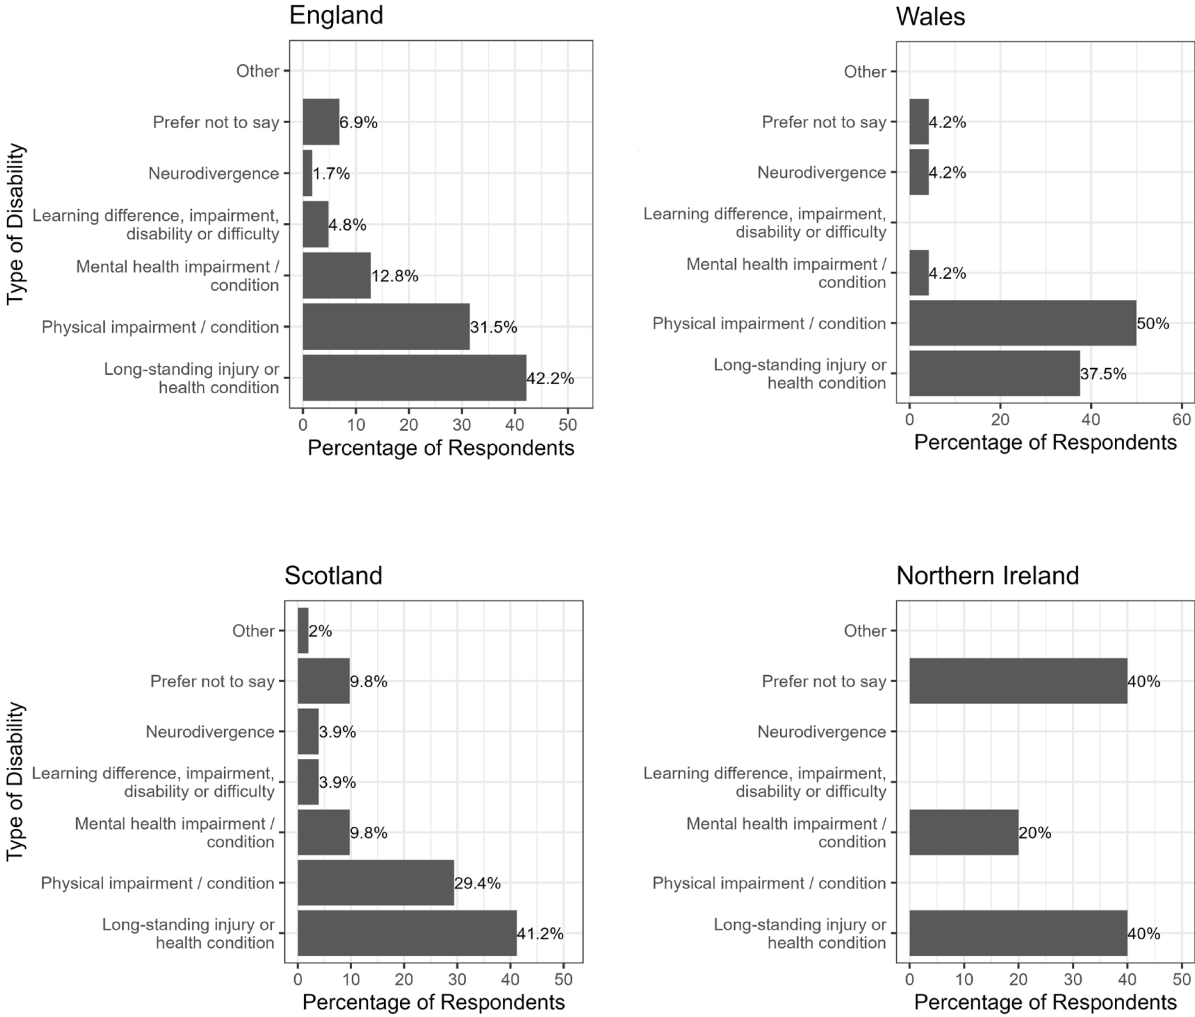 England
Type of Disability
Other
Prefer not to say
6.9%
Neurodivergence
1.7%
Learning difference, impairment,
disability or difficulty
4.8%
Mental health impairment /
condition
12.8%
Physical impairment / condition
31.5%
Long-standing injury or
health condition
42.2%
0 10 20 30 40 50
Percentage of Respondents
Wales
Other
Prefer not to say
4.2%
Neurodivergence
4.2%
Learning difference, impairment,
disability or difficulty
Mental health impairment /
condition
4.2%
Physical impairment / condition
50%
Long-standing injury or
health condition
37.5%
0 20 40 60
Percentage of Respondents
Scotland
Type of Disability
Other
2%
Prefer not to say
9.8%
Neurodivergence
3.9%
Learning difference, impairment,
disability or difficulty
3.9%
Mental health impairment /
condition
9.8%
Physical impairment / condition
29.4%
Long-standing injury or
health condition
41.2%
0 10 20 30 40 50
Percentage of Respondents
Northern Ireland
Other
Prefer not to say
40%
Neurodivergence
Learning difference, impairment,
disability or difficulty
Mental health impairment /
condition
20%
Physical impairment / condition
Long-standing injury or
health condition
40%
0 10 20 30 40 50
Percentage of Respondents